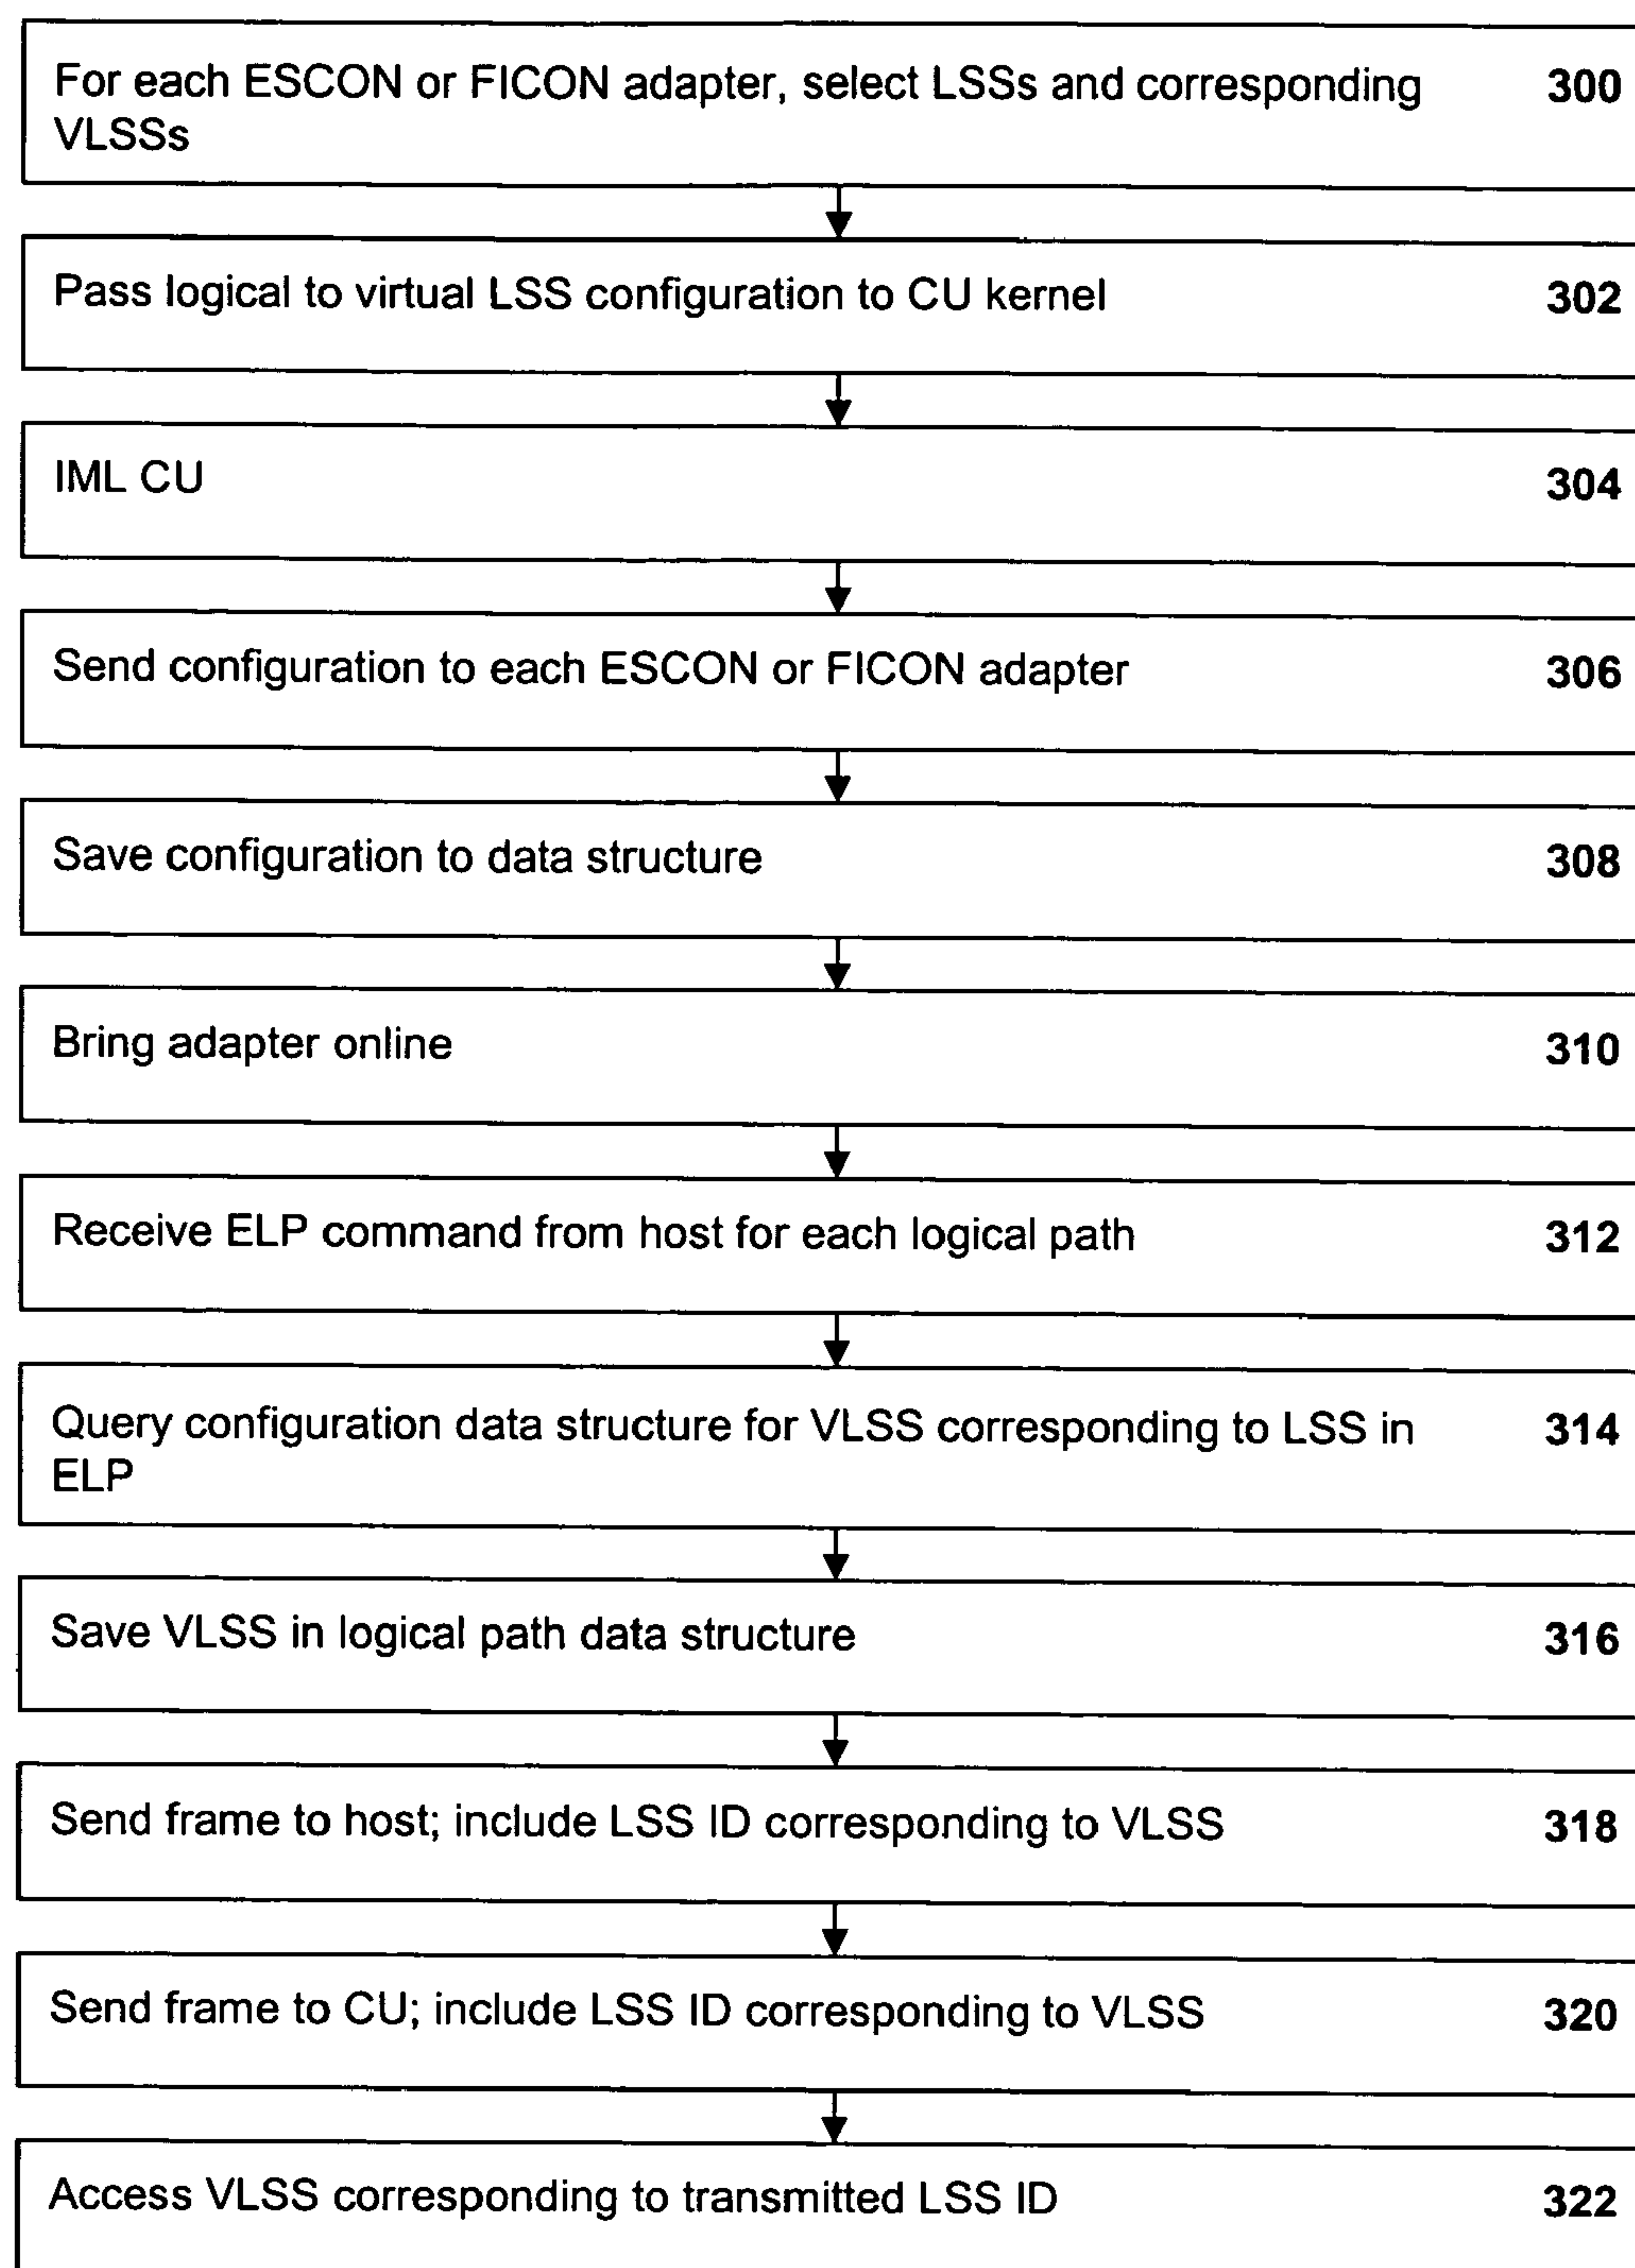 For each ESCON or FICON adapter, select LSSs and corresponding 300
VLSSs
Pass logical to virtual LSS configuration to CU kernel 302
IML CU 304
Send configuration to each ESCON or FICON adapter 306
Save configuration to data structure 308
Bring adapter online 310
Receive ELP command from host for each logical path 312
Query configuration data structure for VLSS corresponding to LSS in 314
ELP
Save VLSS in logical path data structure 316
Send frame to host; include LSS ID corresponding to VLSS 318
Send frame to CU; include LSS ID corresponding to VLSS 320
Access VLSS corresponding to transmitted LSS ID 322